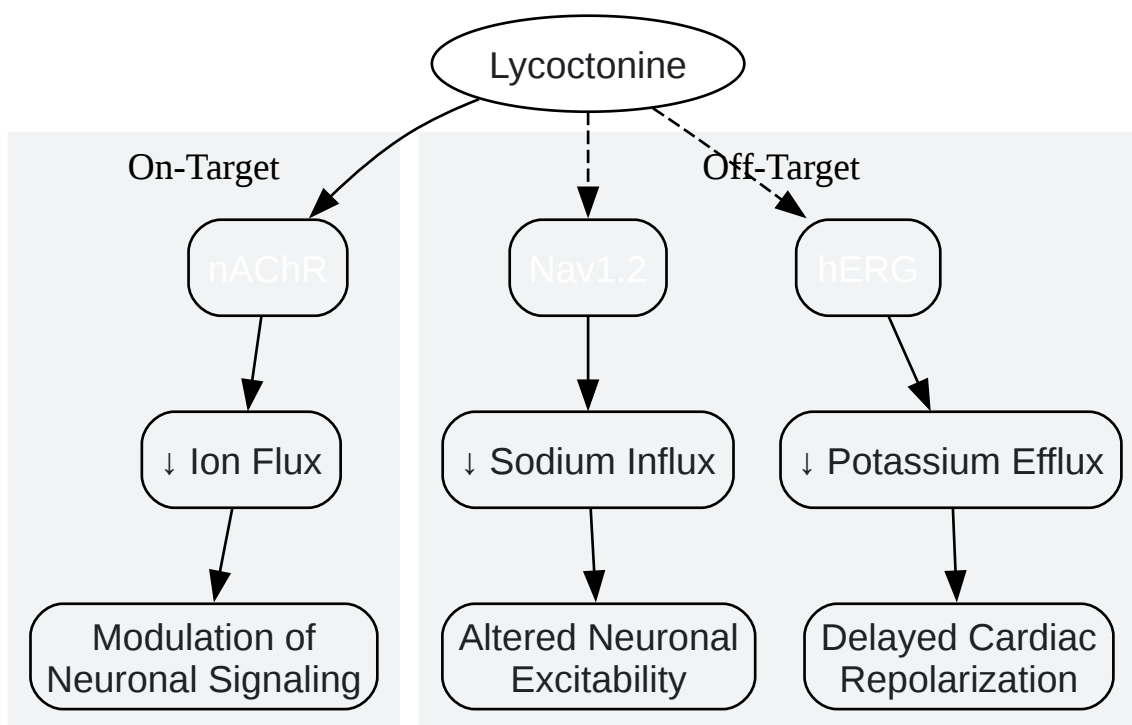 Lycoctonine
On-Target
Off-Target
nAChR
Nav1.2
hERG
↓ Ion Flux
↓ Sodium Influx
↓ Potassium Efflux
Modulation of
Neuronal Signaling
Altered Neuronal
Excitability
Delayed Cardiac
Repolarization